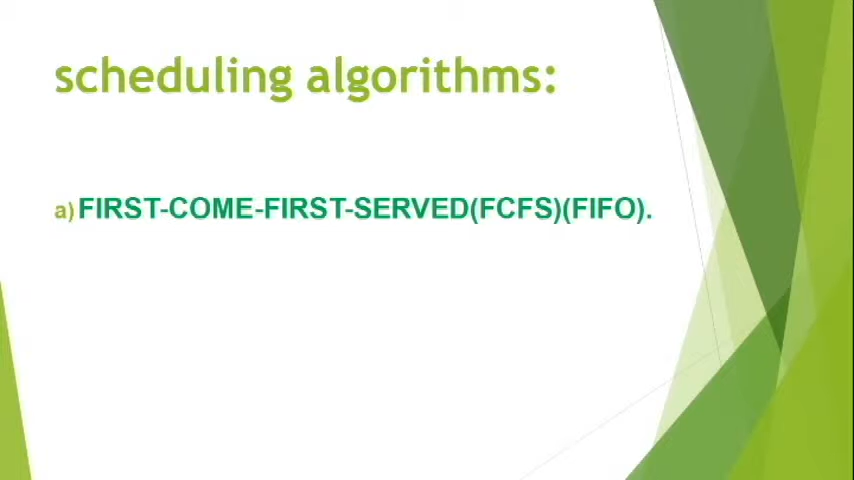 scheduling algorithms:
a) FIRST-COME-FIRST-SERVED(FCFS)(FIFO).